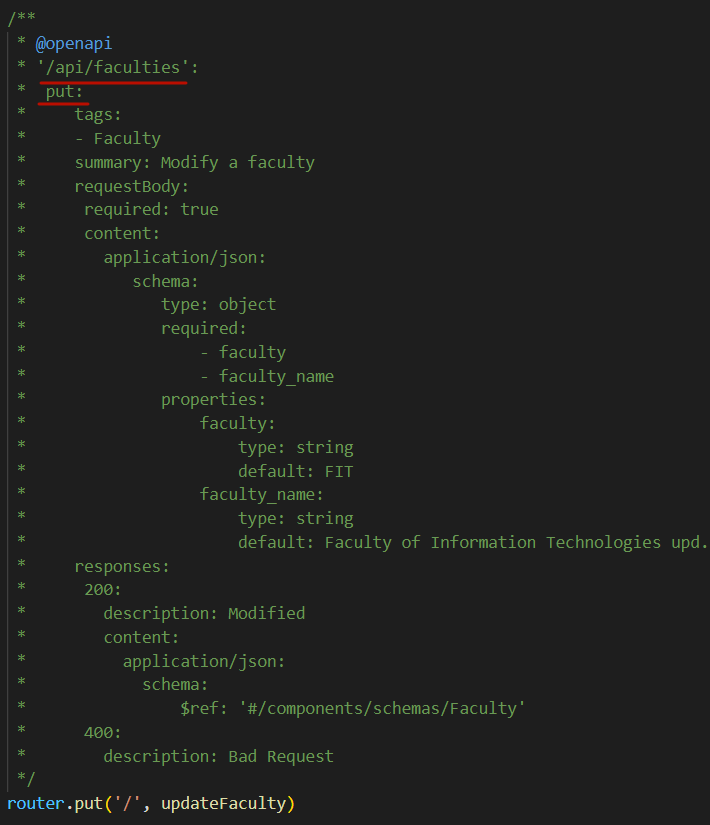 /**
 * @openapi
 * '/api/faculties':
 *  put:
 *     tags:
 *     - Faculty
 *     summary: Modify a faculty
 *     requestBody:
 *      required: true
 *      content:
 *        application/json:
 *           schema:
 *              type: object
 *              required:
 *                  - faculty
 *                  - faculty_name
 *              properties:
 *                  faculty:
 *                      type: string
 *                      default: FIT
 *                  faculty_name:
 *                      type: string
 *                      default: Faculty of Information Technologies upd.
 *     responses:
 *      200:
 *        description: Modified
 *        content:
 *          application/json:
 *            schema:
 *                $ref: '#/components/schemas/Faculty'
 *      400:
 *        description: Bad Request
 */
router.put('/', updateFaculty)